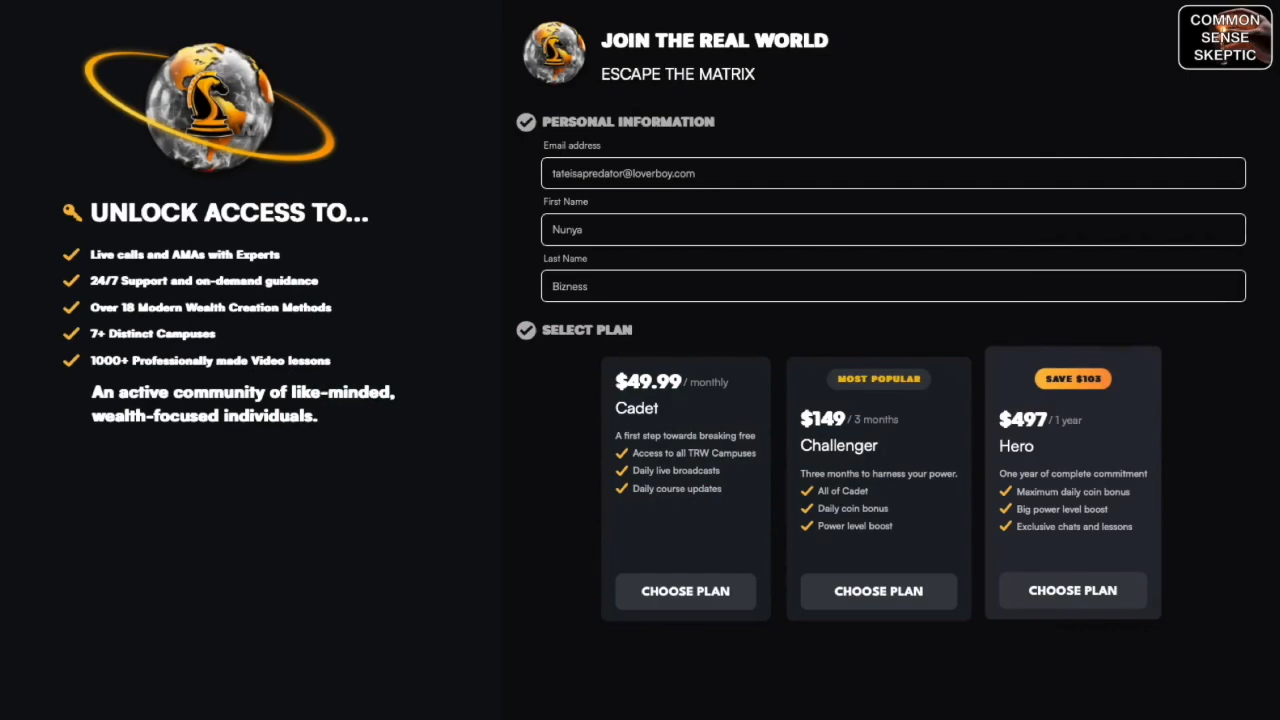 COMMON
SENSE
SKEPTIC
UNLOCK ACCESS TO...
Live calls and AMAs with Experts
24/7 Support and on-demand guidance
Over 18 Modern Wealth Creation Methods
7+ Distinct Campuses
1000+ Professionally made Video lessons
An active community of like-minded,
wealth-focused individuals.
JOIN THE REAL WORLD
ESCAPE THE MATRIX
PERSONAL INFORMATION
Email address
tateisapredator@loverboy.com
First Name
Nunya
Last Name
Bizness
SELECT PLAN
$49.99 / monthly
Cadet
A first step towards breaking free
Access to all TRW Campuses
Daily live broadcasts
Daily course updates
CHOOSE PLAN
MOST POPULAR
$149 / 3 months
Challenger
Three months to harness your power.
All of Cadet
Daily coin bonus
Power level boost
CHOOSE PLAN
SAVE $103
$497 / 1 year
Hero
One year of complete commitment
Maximum daily coin bonus
Big power level boost
Exclusive chats and lessons
CHOOSE PLAN